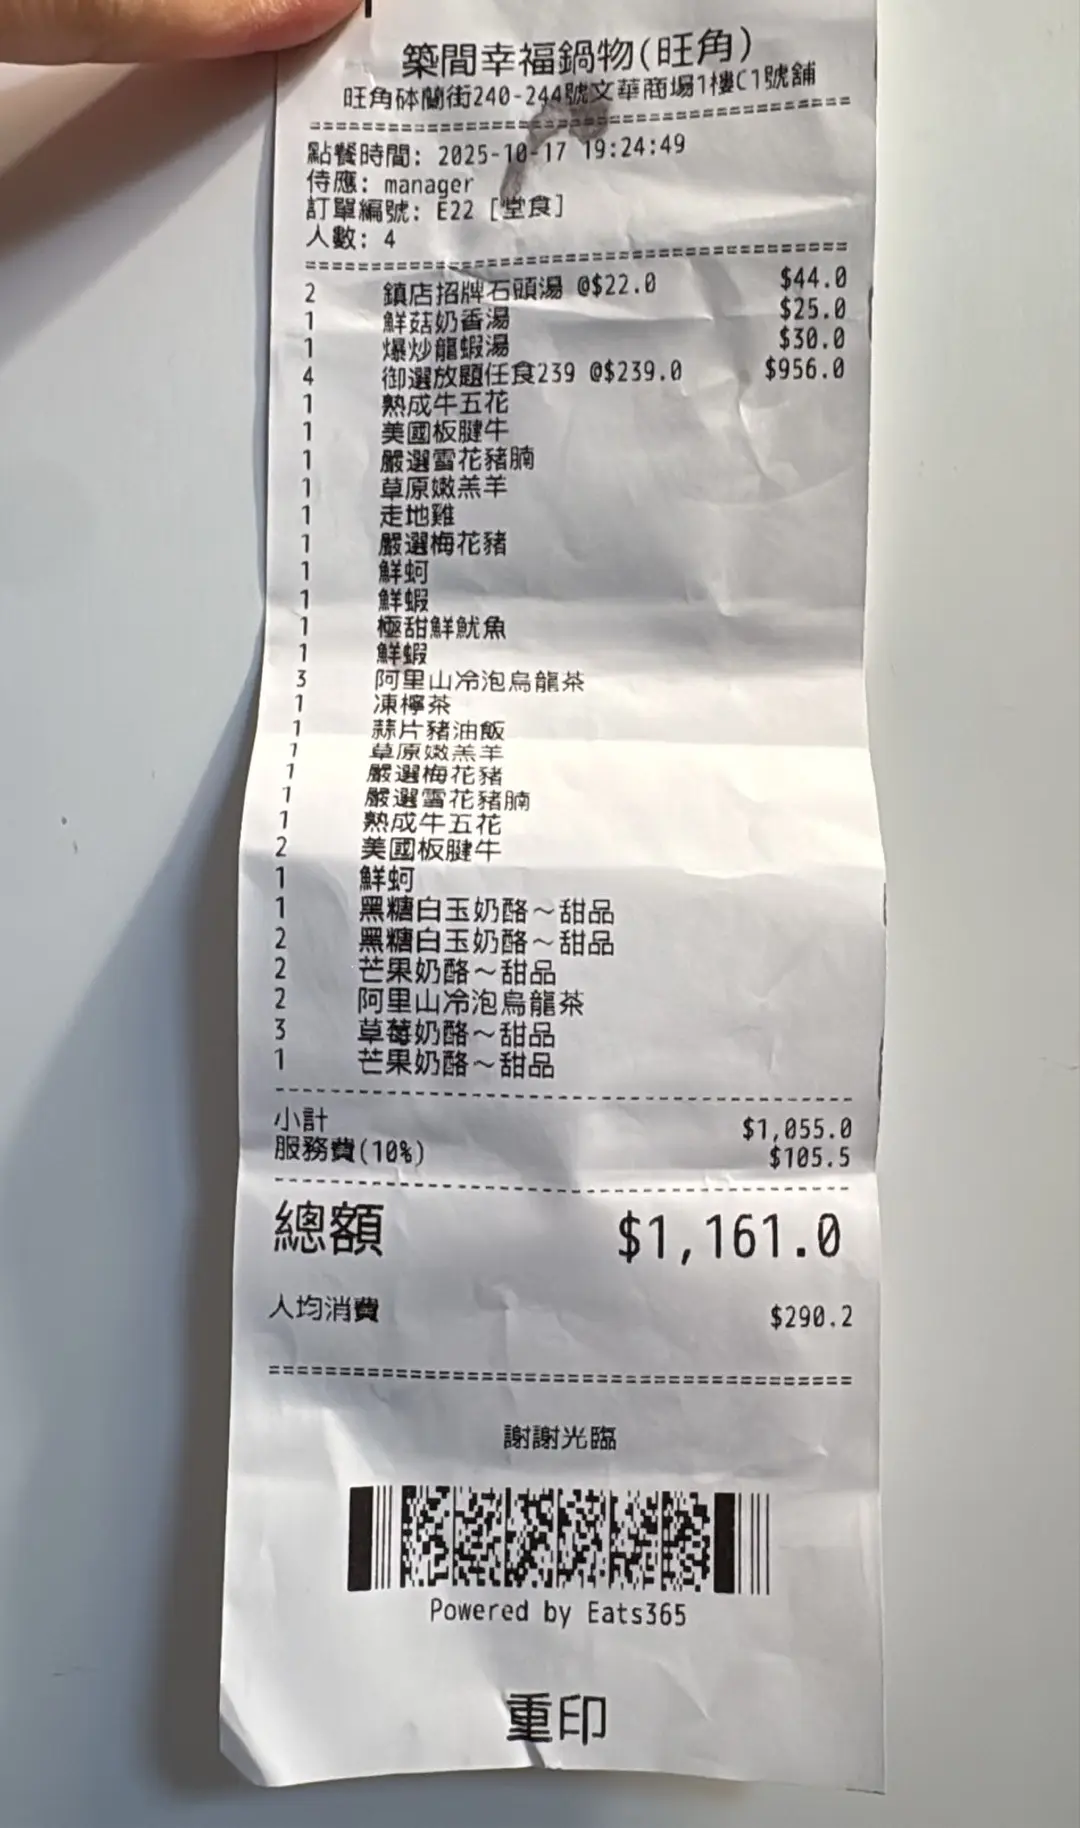 築間幸福鍋物(旺角)
旺角砵蘭街240-244號文華商場1樓C1號舖
點餐時間: 2025-10-17 19:24:49
侍應: manager
訂單編號: E22 [堂食]
人數: 4
2 鎮店招牌石頭湯 @$22.0 $44.0
1 鮮菇奶香湯 $25.0
1 爆炒龍蝦湯 $30.0
4 御選放題任食239 @$239.0 $956.0
1 熟成牛五花
1 美國板腱牛
1 嚴選雪花豬腩
1 草原嫩羔羊
1 走地雞
1 嚴選梅花豬
1 鮮蚵
1 鮮蝦
1 極甜鮮魷魚
1 鮮蝦
3 阿里山冷泡烏龍茶
1 凍檸茶
1 蒜片豬油飯
1 草原嫩羔羊
1 嚴選梅花豬
1 嚴選雪花豬腩
1 熟成牛五花
2 美國板腱牛
1 鮮蚵
1 黑糖白玉奶酪～甜品
2 黑糖白玉奶酪～甜品
2 芒果奶酪～甜品
2 阿里山冷泡烏龍茶
3 草莓奶酪～甜品
1 芒果奶酪～甜品
小計 $1,055.0
服務費(10%) $105.5
總額 $1,161.0
人均消費 $290.2
謝謝光臨
Powered by Eats365
重印